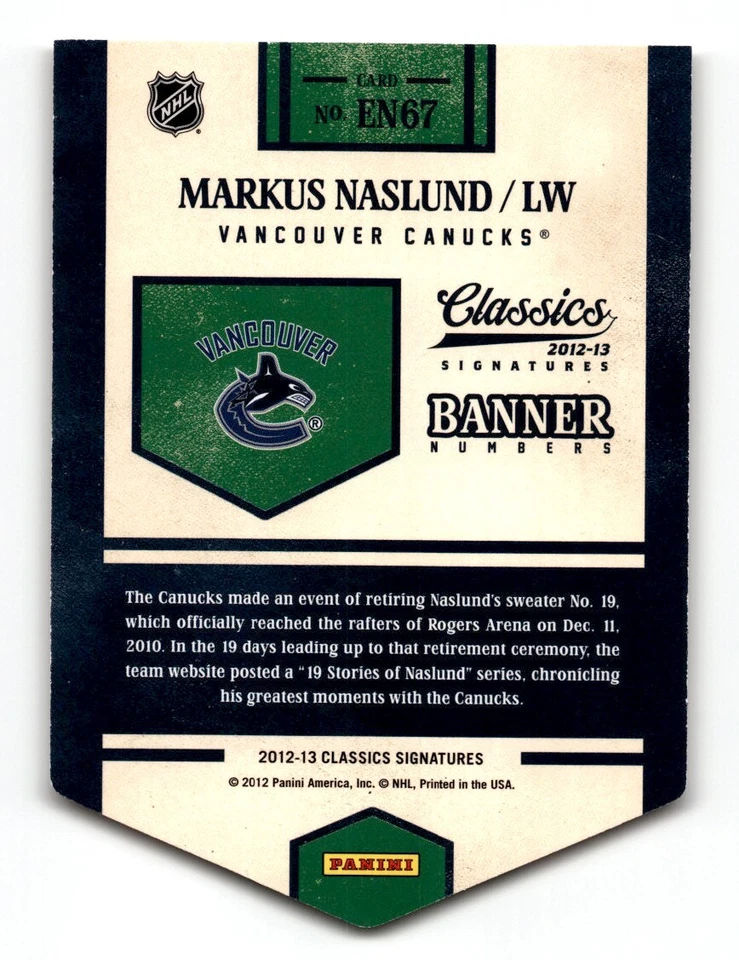 CARD
NO. EN67
NHL
MARKUS NASLUND / LW
VANCOUVER CANUCKS®
VANCOUVER
®
Classics
2012-13
SIGNATURES
BANNER
NUMBERS
The Canucks made an event of retiring Naslund's sweater No. 19,
which officially reached the rafters of Rogers Arena on Dec. 11,
2010. In the 19 days leading up to that retirement ceremony, the
team website posted a “19 Stories of Naslund” series, chronicling
his greatest moments with the Canucks.
2012-13 CLASSICS SIGNATURES
© 2012 Panini America, Inc. © NHL, Printed in the USA.
PANINI